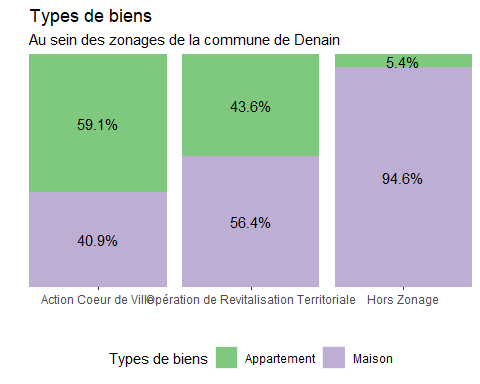 Types de biens
Au sein des zonages de la commune de Denain
59.1% 43.6% 5.4%
40.9% 56.4% 94.6%
Action Coeur de Ville Opération de Revitalisation Territoriale Hors Zonage
Types de biens Appartement Maison